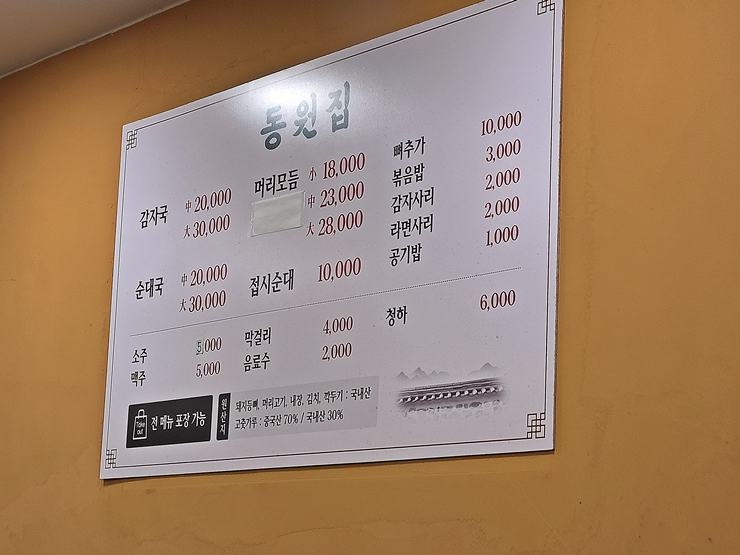 동원집
감자국 中 20,000
大 30,000
머리모듬 小 18,000
中 23,000
大 28,000
뼈추가 10,000
볶음밥 3,000
감자사리 2,000
라면사리 2,000
공기밥 1,000
순대국 中 20,000
大 30,000
접시순대 10,000
소주 5,000
맥주 5,000
막걸리 4,000
음료수 2,000
청하 6,000
Take out 전 메뉴 포장 가능
원산지
돼지등뼈, 머리고기, 내장, 김치, 깍두기 : 국내산
고춧가루 : 중국산 70% / 국내산 30%